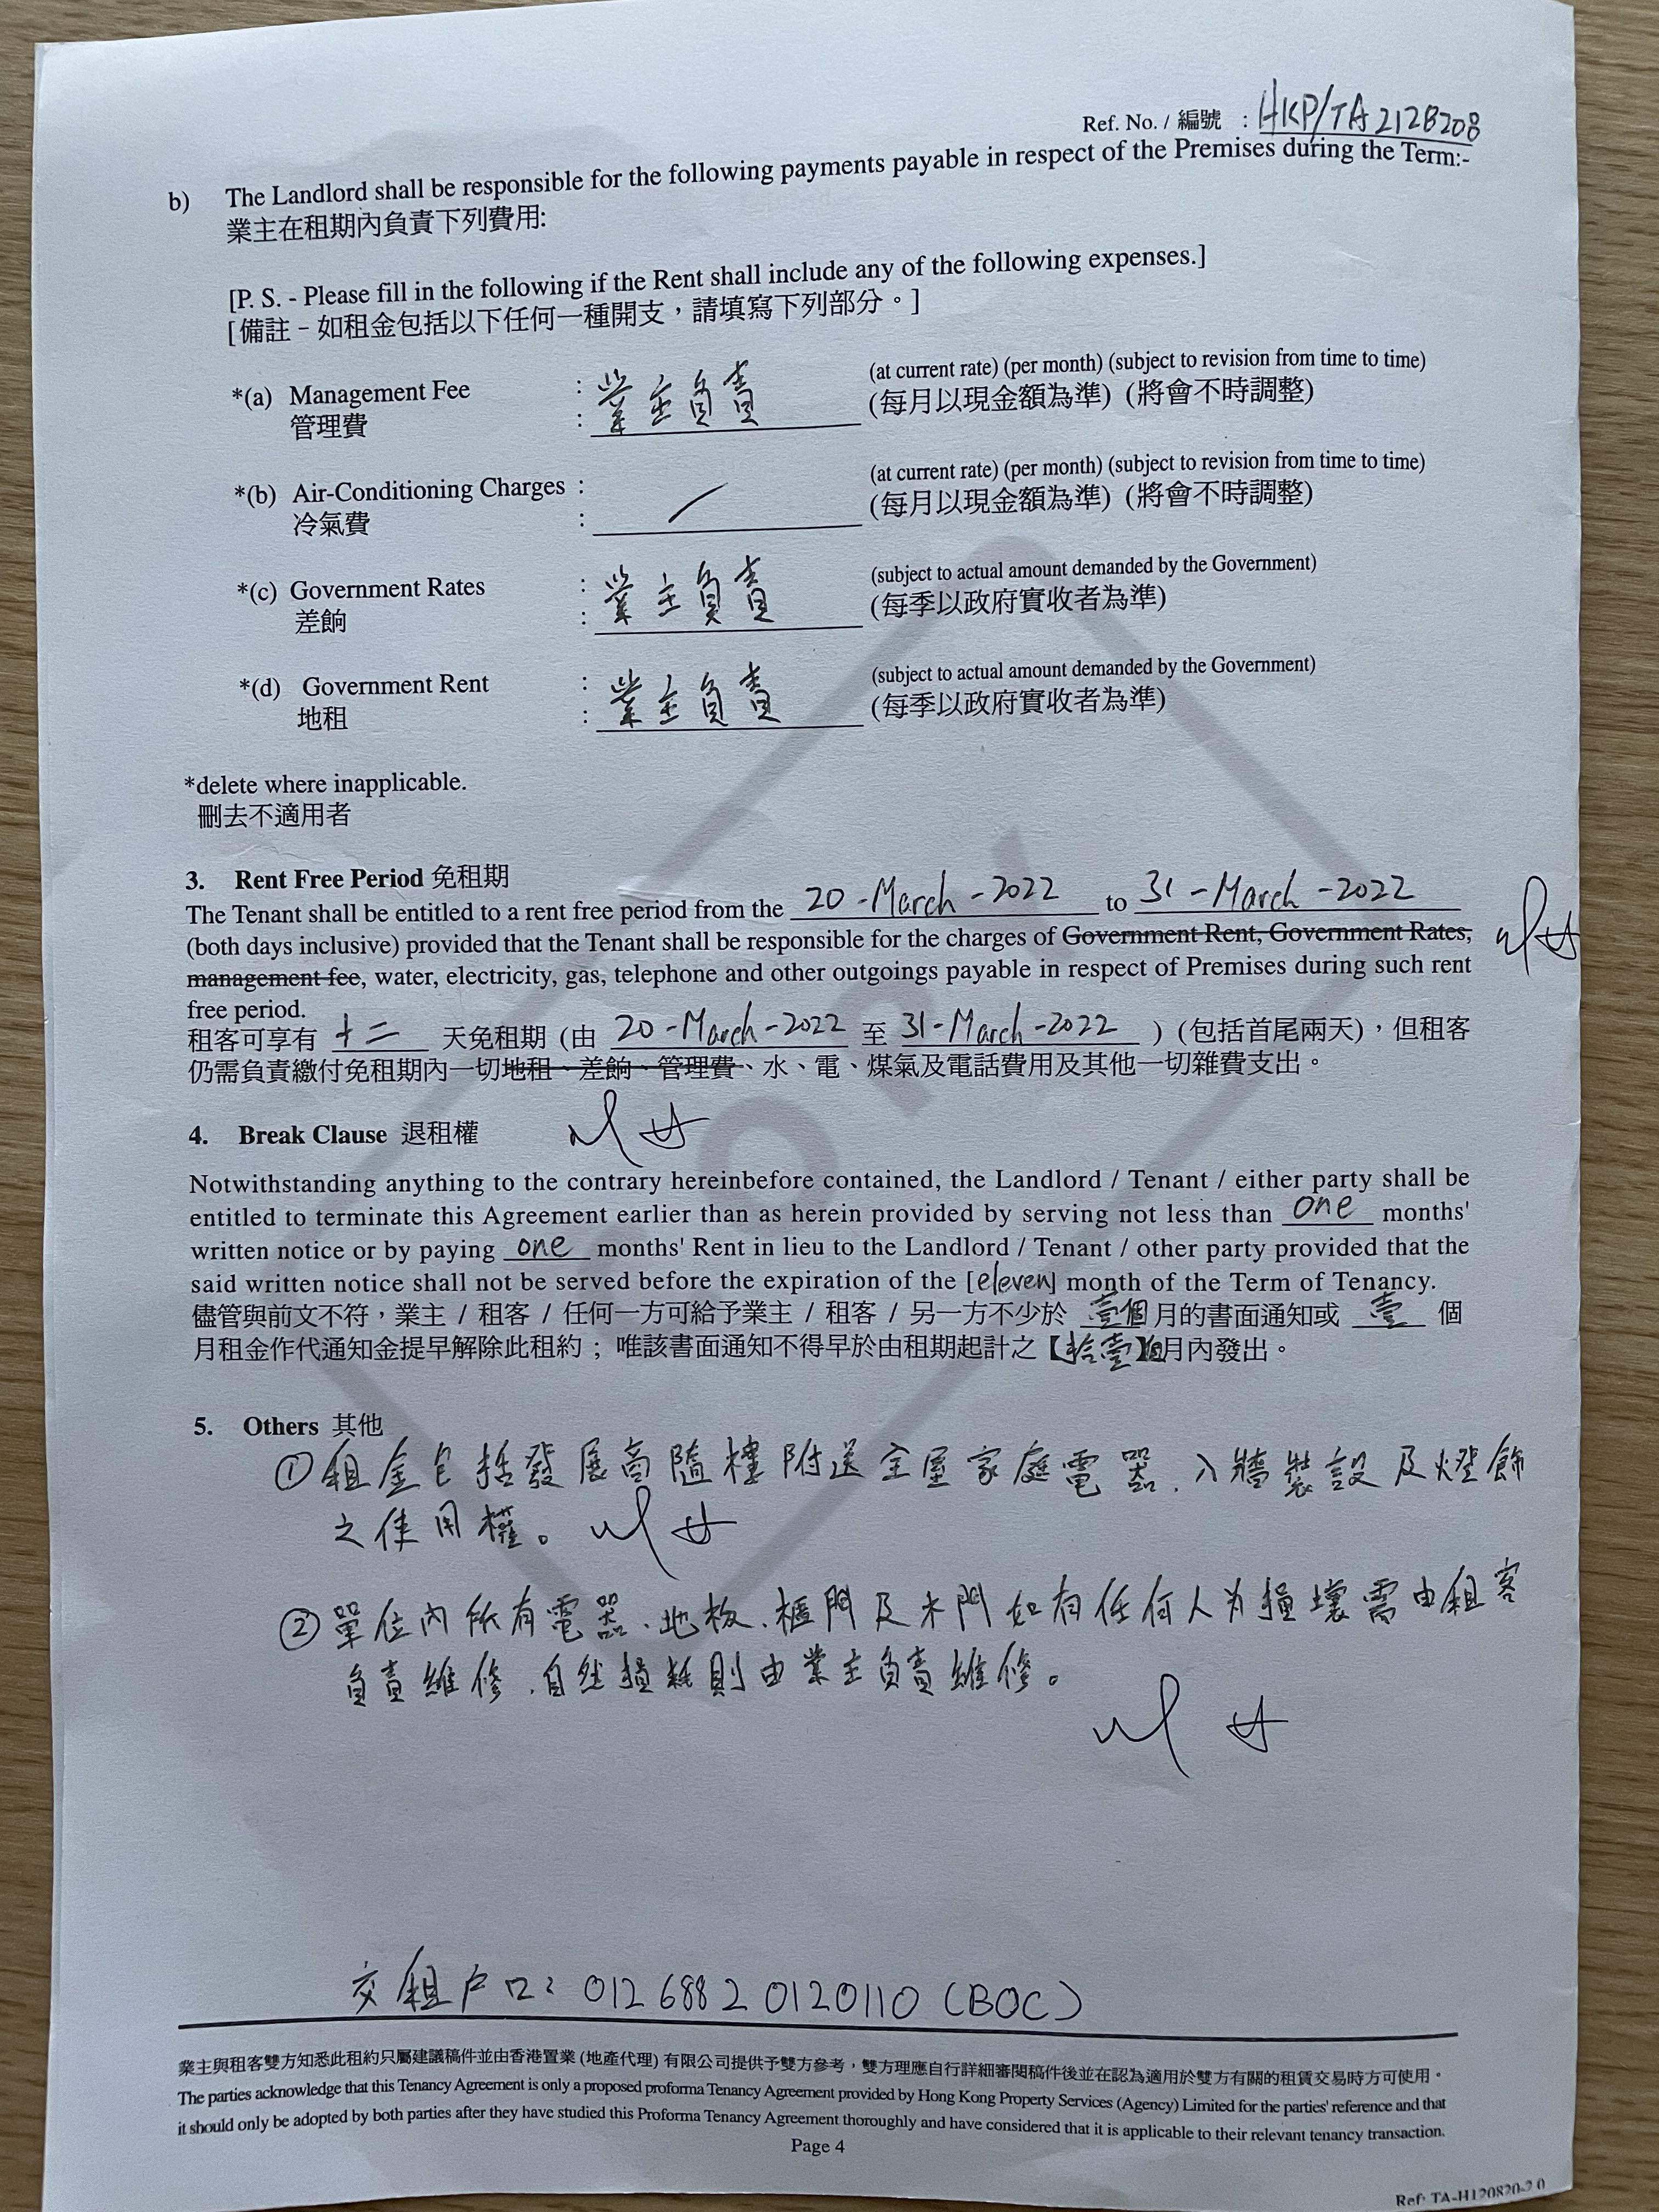 Ref. No. / 編號 : HKP/TA 2128208
b) The Landlord shall be responsible for the following payments payable in respect of the Premises during the Term:-
業主在租期內負責下列費用:
[P. S. - Please fill in the following if the Rent shall include any of the following expenses.]
[備註 - 如租金包括以下任何一種開支，請填寫下列部分。]
*(a) Management Fee : 業主負責 (at current rate) (per month) (subject to revision from time to time)
管理費 : (每月以現金額為準) (將會不時調整)
*(b) Air-Conditioning Charges : / (at current rate) (per month) (subject to revision from time to time)
冷氣費 : (每月以現金額為準) (將會不時調整)
*(c) Government Rates : 業主負責 (subject to actual amount demanded by the Government)
差餉 : (每季以政府實收者為準)
*(d) Government Rent : 業主負責 (subject to actual amount demanded by the Government)
地租 : (每季以政府實收者為準)
*delete where inapplicable.
刪去不適用者
3. Rent Free Period 免租期
The Tenant shall be entitled to a rent free period from the 20-March-2022 to 31-March-2022
(both days inclusive) provided that the Tenant shall be responsible for the charges of Government Rent, Government Rates,
management fee, water, electricity, gas, telephone and other outgoings payable in respect of Premises during such rent
free period.
租客可享有 十二 天免租期 (由 20-March-2022 至 31-March-2022 ) (包括首尾兩天)，但租客
仍需負責繳付免租期內一切地租、差餉、管理費、水、電、煤氣及電話費用及其他一切雜費支出。
4. Break Clause 退租權
Notwithstanding anything to the contrary hereinbefore contained, the Landlord / Tenant / either party shall be
entitled to terminate this Agreement earlier than as herein provided by serving not less than one months'
written notice or by paying one months' Rent in lieu to the Landlord / Tenant / other party provided that the
said written notice shall not be served before the expiration of the [eleven] month of the Term of Tenancy.
儘管與前文不符，業主 / 租客 / 任何一方可給予業主 / 租客 / 另一方不少於 壹個 月的書面通知或 壹 個
月租金作代通知金提早解除此租約；唯該書面通知不得早於由租期起計之【拾壹】個月內發出。
5. Others 其他
① 租金包括發展商隨樓附送全屋家庭電器、入牆裝設及燈飾
之使用權。
② 單位內所有電器、地板、櫃門及木門如有任何人為損壞需由租客
負責維修，自然損耗則由業主負責維修。
交租户口: 012 688 2 0120110 (BOC)
業主與租客雙方知悉此租約只屬建議稿件並由香港置業 (地產代理) 有限公司提供予雙方參考，雙方理應自行詳細審閱稿件後並在認為適用於雙方有關的租賃交易時方可使用。
The parties acknowledge that this Tenancy Agreement is only a proposed proforma Tenancy Agreement provided by Hong Kong Property Services (Agency) Limited for the parties' reference and that
it should only be adopted by both parties after they have studied this Proforma Tenancy Agreement thoroughly and have considered that it is applicable to their relevant tenancy transaction.
Page 4
Ref: TA-H120820-2.0